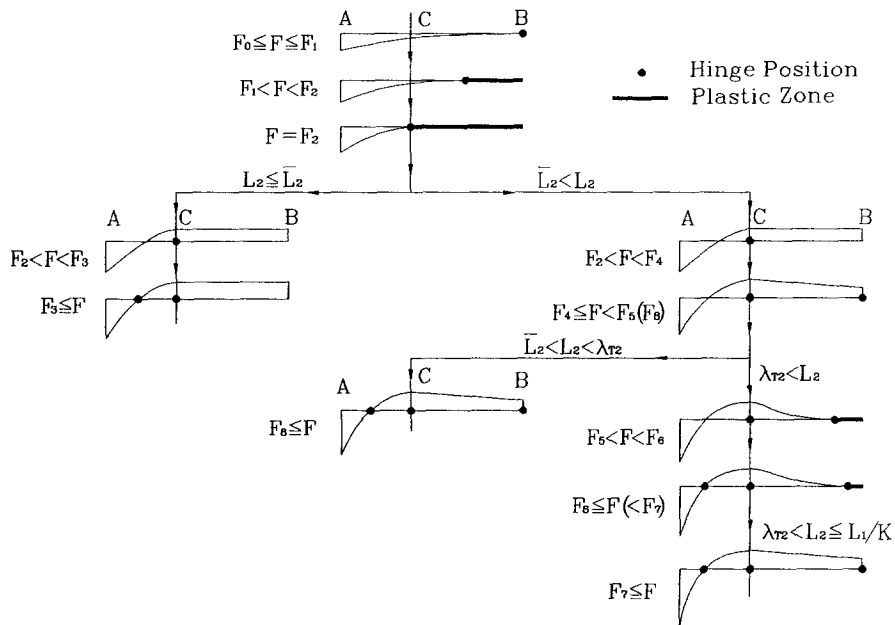 A C B
F₀≦F≦F₁
F₁<F<F₂
F=F₂
Hinge Position
Plastic Zone
L₂≦L̅₂
L̅₂<L₂
A C B
F₂<F<F₃
F₃≦F
A C B
F₂<F<F₄
F₄≦F<F₅(F₈)
L̅₂<L₂<λT₂
λT₂<L₂
A C B
F₈≦F
F₅<F<F₆
F₆≦F(<F₇)
λT₂<L₂≦L₁/K
F₇≦F